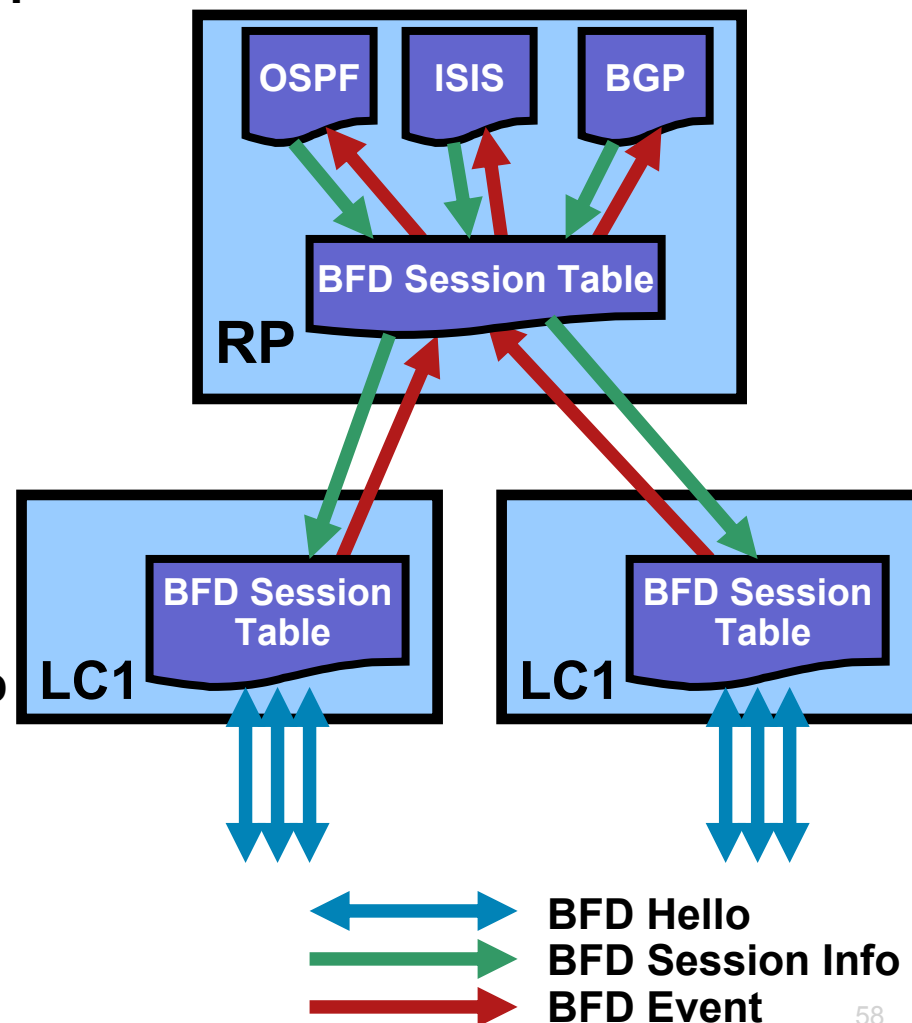 OSPF
ISIS
BGP
BFD Session Table
RP
BFD Session
Table
LC1
BFD Session
Table
LC1
BFD Hello
BFD Session Info
BFD Event
58